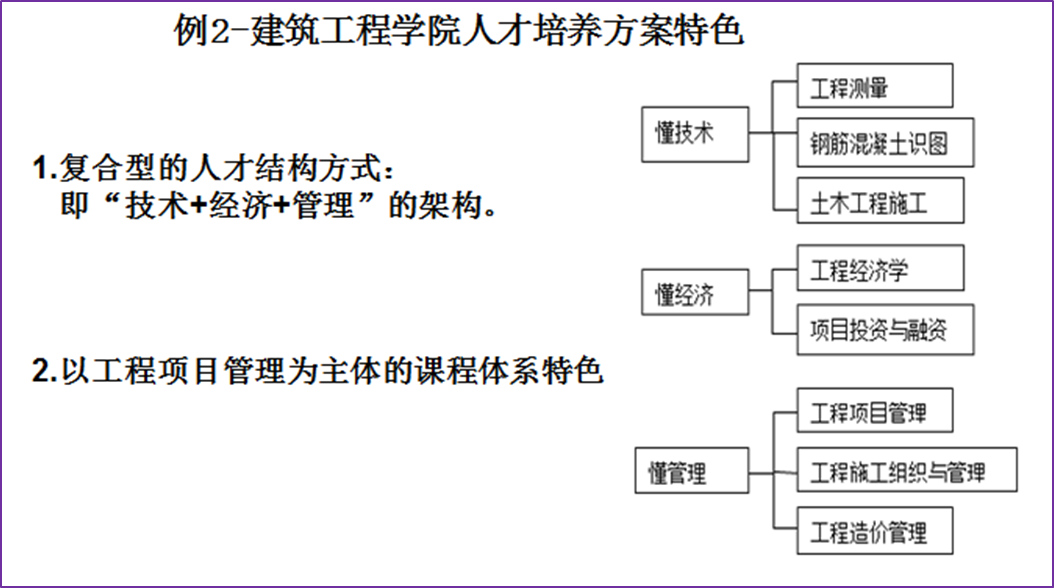 例2-建筑工程学院人才培养方案特色
1.复合型的人才结构方式：
即“技术+经济+管理”的架构。
2.以工程项目管理为主体的课程体系特色
懂技术
工程测量
钢筋混凝土识图
土木工程施工
懂经济
工程经济学
项目投资与融资
懂管理
工程项目管理
工程施工组织与管理
工程造价管理